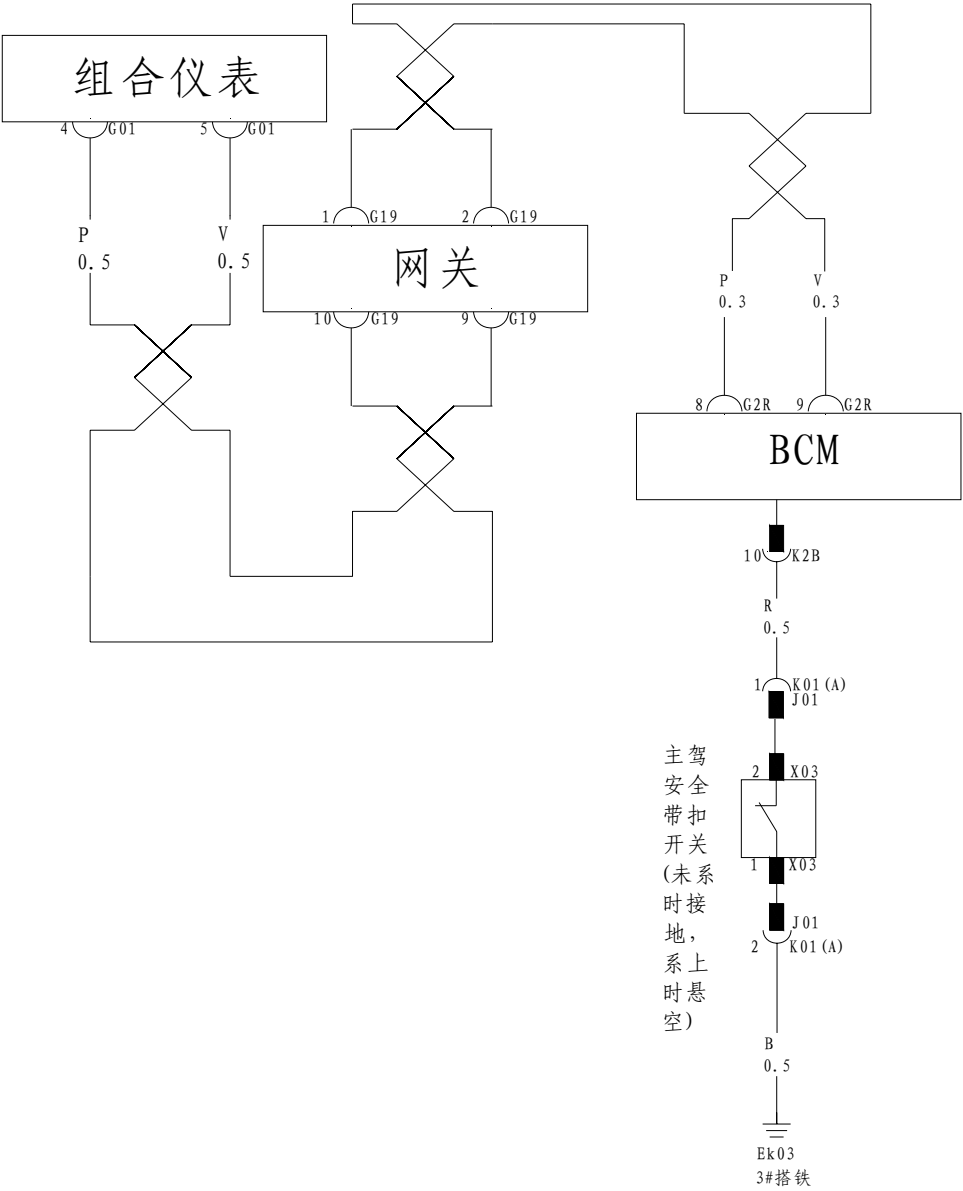 组合仪表
4 G01 5 G01
P
0.5
V
0.5
1 G19 2 G19
网关
10 G19 9 G19
P
0.3
V
0.3
8 G2R 9 G2R
BCM
10 K2B
R
0.5
1 K01(A)
J01
2 X03
主驾
安全
带扣
开关
(未系
时接
地，
系上
时悬
空)
1 X03
J01
2 K01(A)
B
0.5
Ek03
3#搭铁